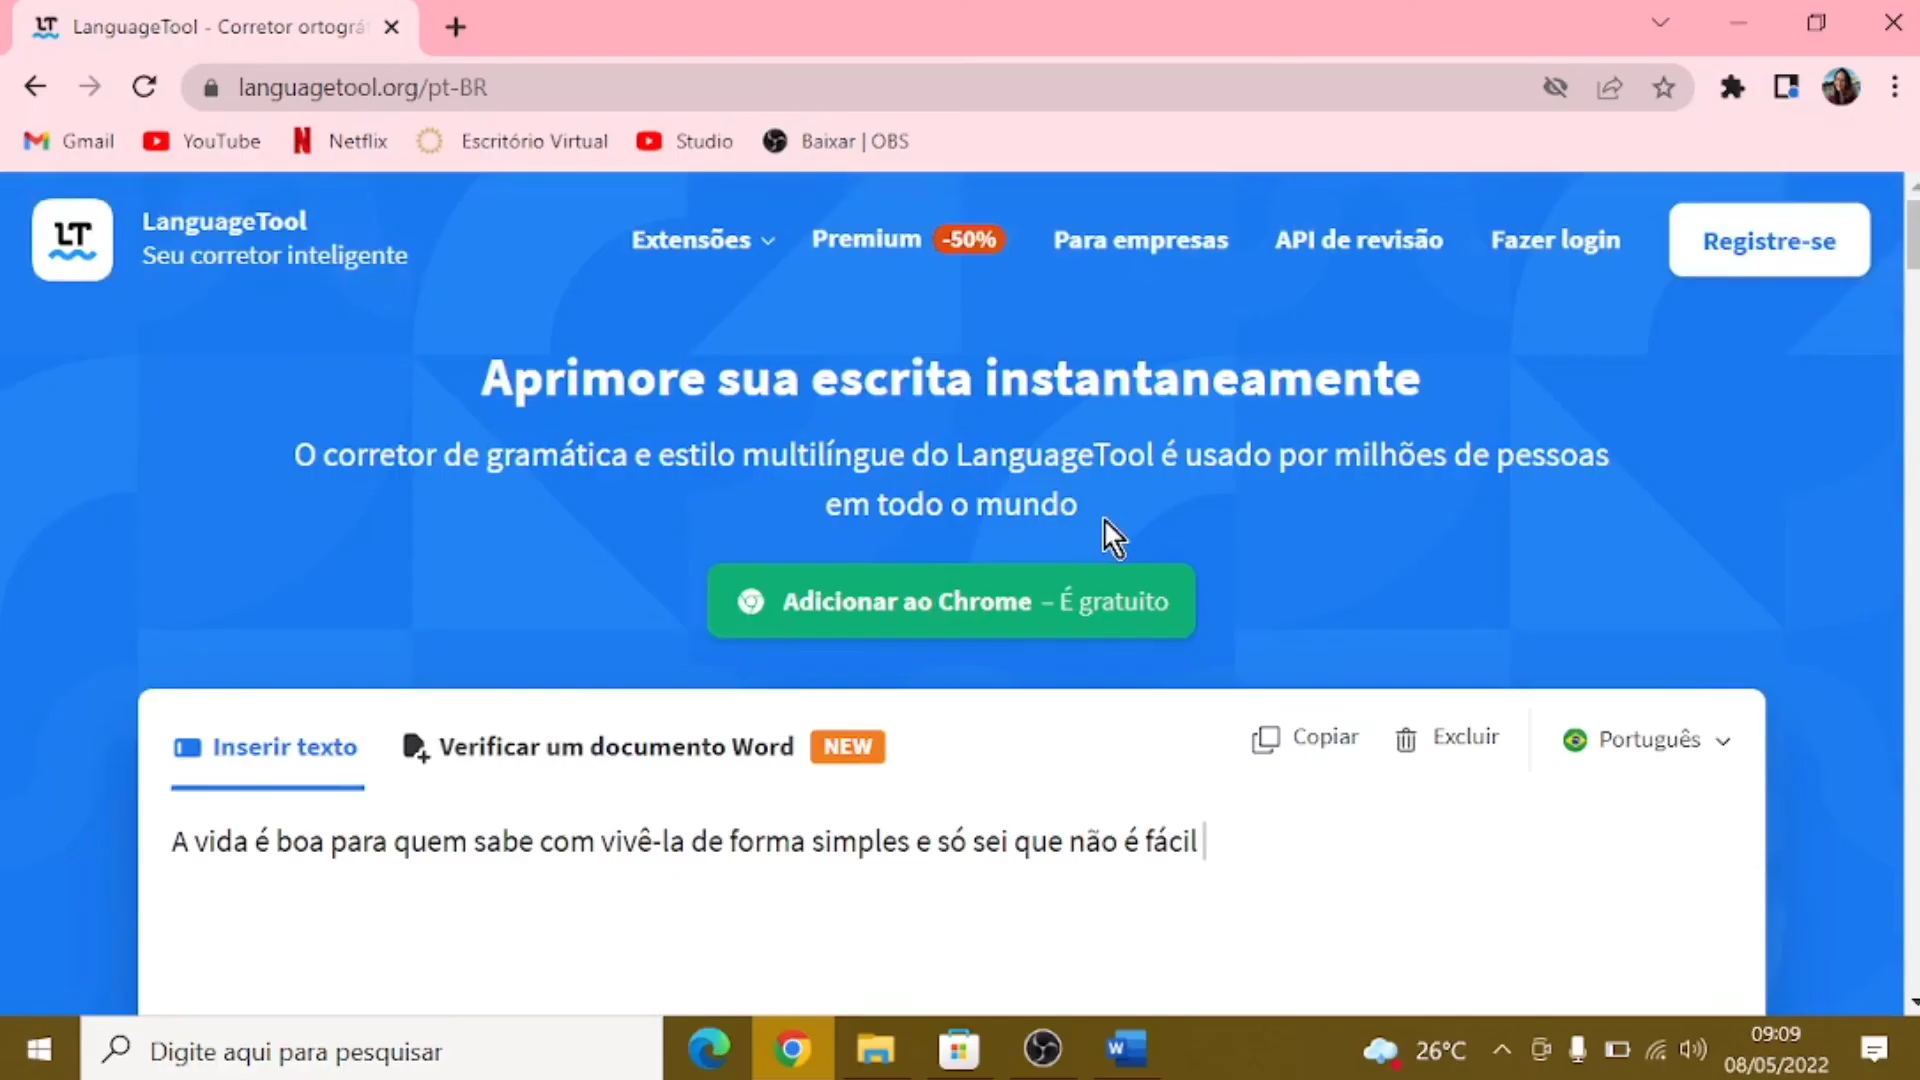 LanguageTool - Corretor ortográ
languagetool.org/pt-BR
Gmail YouTube Netflix Escritório Virtual Studio Baixar | OBS
LT
LanguageTool
Seu corretor inteligente
Extensões Premium -50% Para empresas API de revisão Fazer login Registre-se
Aprimore sua escrita instantaneamente
O corretor de gramática e estilo multilíngue do LanguageTool é usado por milhões de pessoas
em todo o mundo
Adicionar ao Chrome – É gratuito
Inserir texto Verificar um documento Word NEW Copiar Excluir Português
A vida é boa para quem sabe com vivê-la de forma simples e só sei que não é fácil
Digite aqui para pesquisar
26°C
09:09
08/05/2022